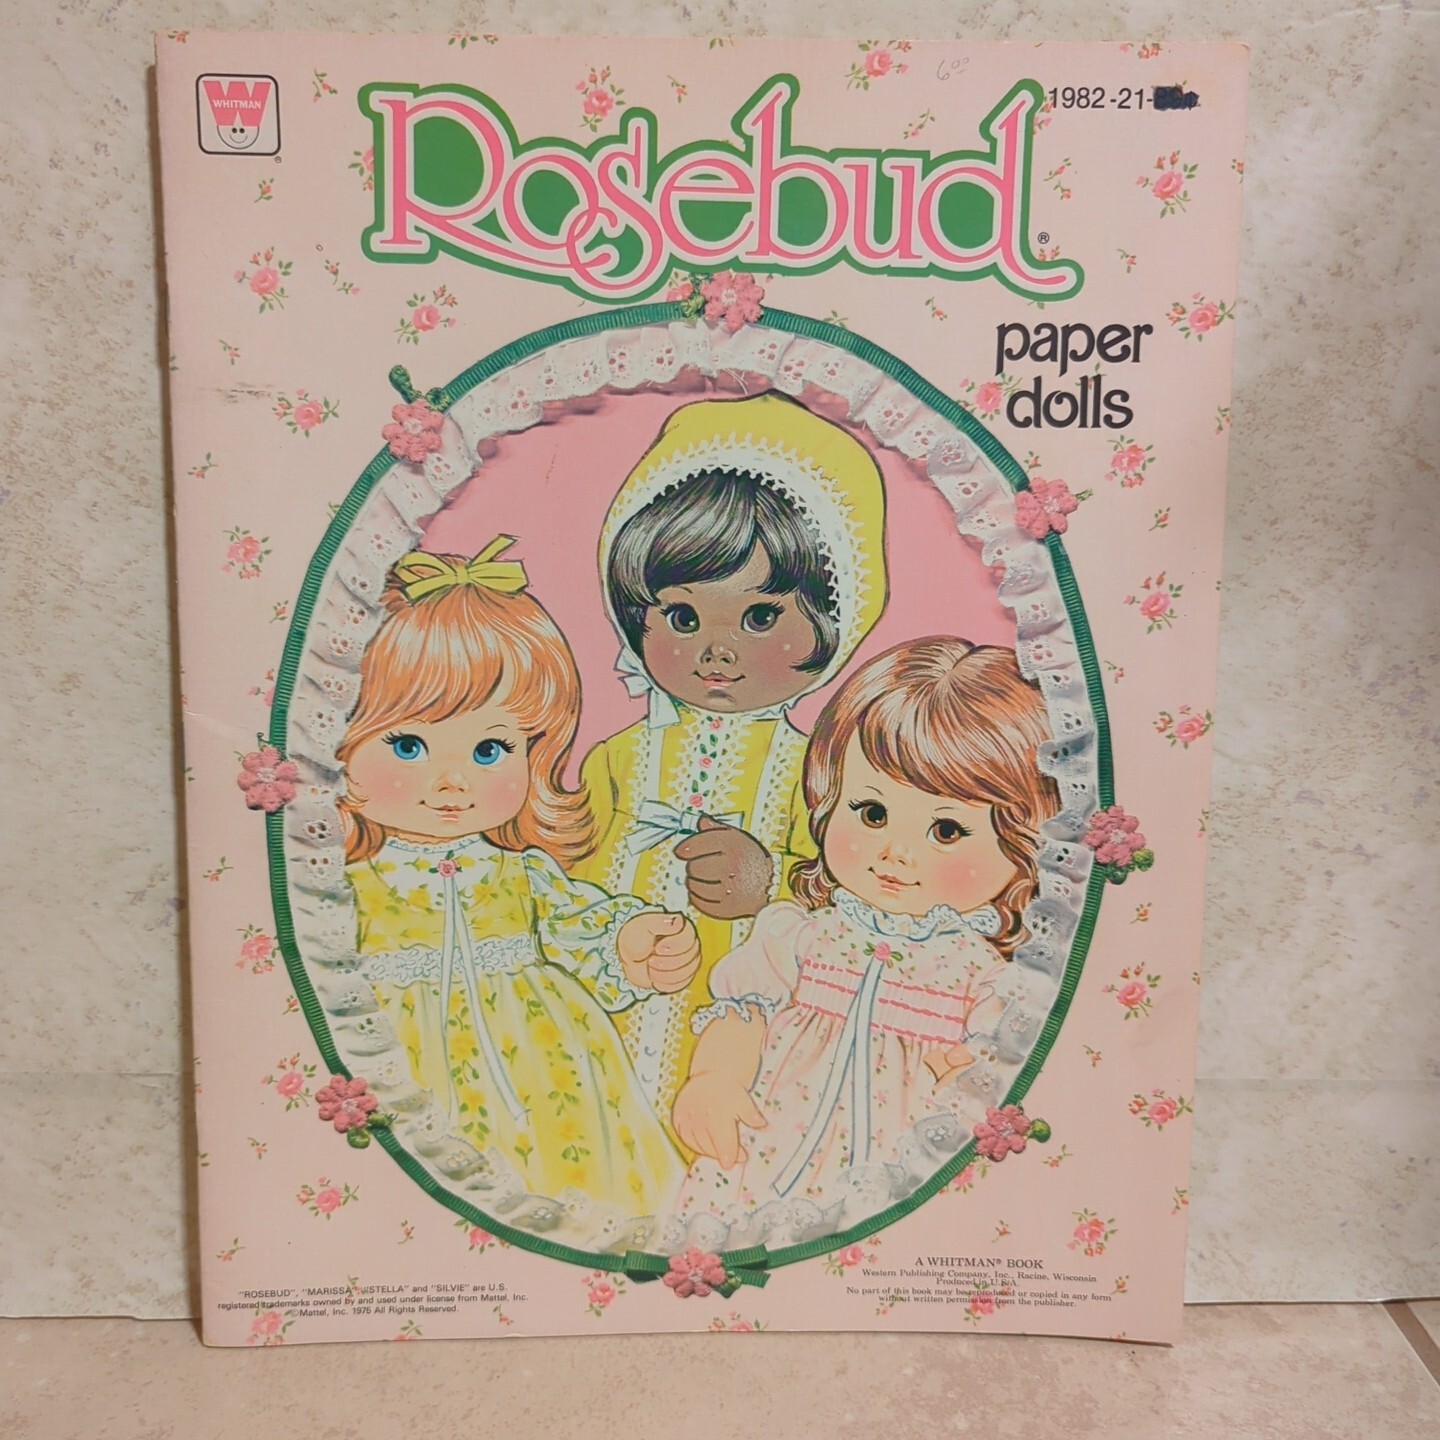 WHITMAN
®
6⁰⁰
1982-21-
Rosebud®
paper
dolls
"ROSEBUD", "MARISSA", "STELLA" and "SILVIE" are U.S.
registered trademarks owned by and used under license from Mattel, Inc.
©Mattel, Inc. 1976 All Rights Reserved.
A WHITMAN® BOOK
Western Publishing Company, Inc., Racine, Wisconsin
Produced in U.S.A.
No part of this book may be reproduced or copied in any form
without written permission from the publisher.